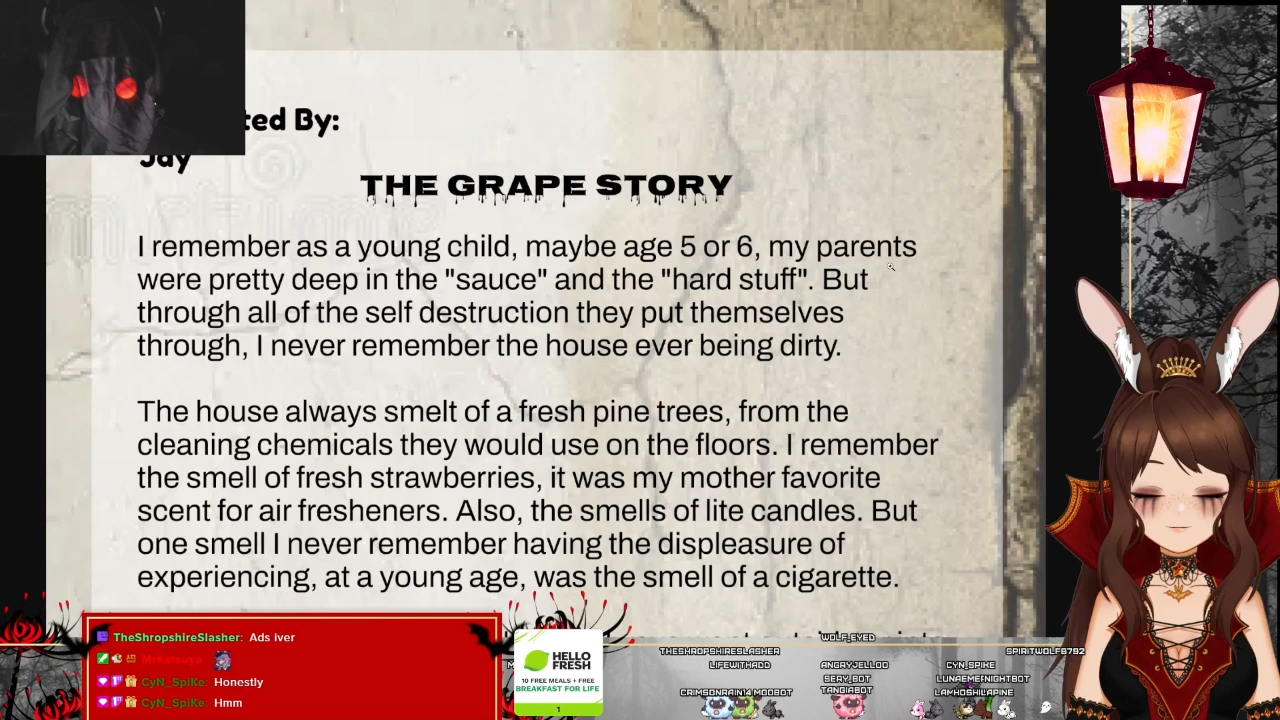 ted By:
Jay
THE GRAPE STORY
I remember as a young child, maybe age 5 or 6, my parents
were pretty deep in the "sauce" and the "hard stuff". But
through all of the self destruction they put themselves
through, I never remember the house ever being dirty.
The house always smelt of a fresh pine trees, from the
cleaning chemicals they would use on the floors. I remember
the smell of fresh strawberries, it was my mother favorite
scent for air fresheners. Also, the smells of lite candles. But
one smell I never remember having the displeasure of
experiencing, at a young age, was the smell of a cigarette.
TheShropshireSlasher: Ads iver
MrKatsuya
CyN_SpiKe: Honestly
CyN_SpiKe: Hmm
HELLO
FRESH
10 FREE MEALS + FREE
BREAKFAST FOR LIFE
1
WOLF_EYED
THESHROPSHIRESLASHER
SPIRITWOLF8792
LIFEWITHADD
ANGRYJELLOO
CYN_SPIKE
SERY_BOT
LUNAEMEFNIGHTBOT
CRIMSONRAIN14MOOBOT
TANGIABOT